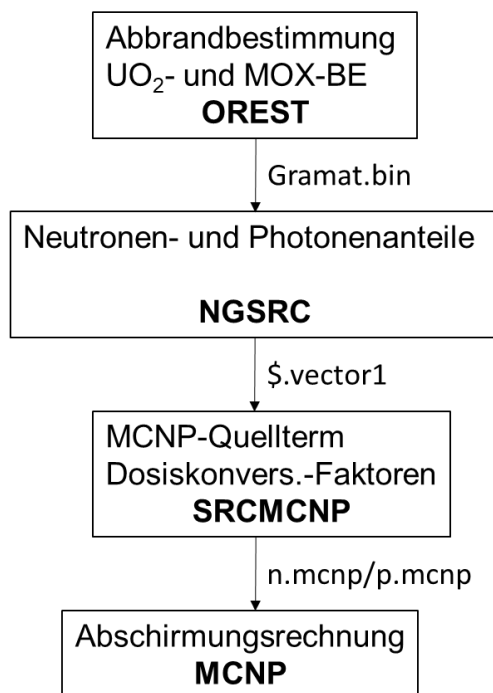 Abbrandbestimmung
UO₂- und MOX-BE
OREST
Gramat.bin
Neutronen- und Photonenanteile
NGSRC
$.vector1
MCNP-Quellterm
Dosiskonvers.-Faktoren
SRCMCNP
n.mcnp/p.mcnp
Abschirmungsrechnung
MCNP